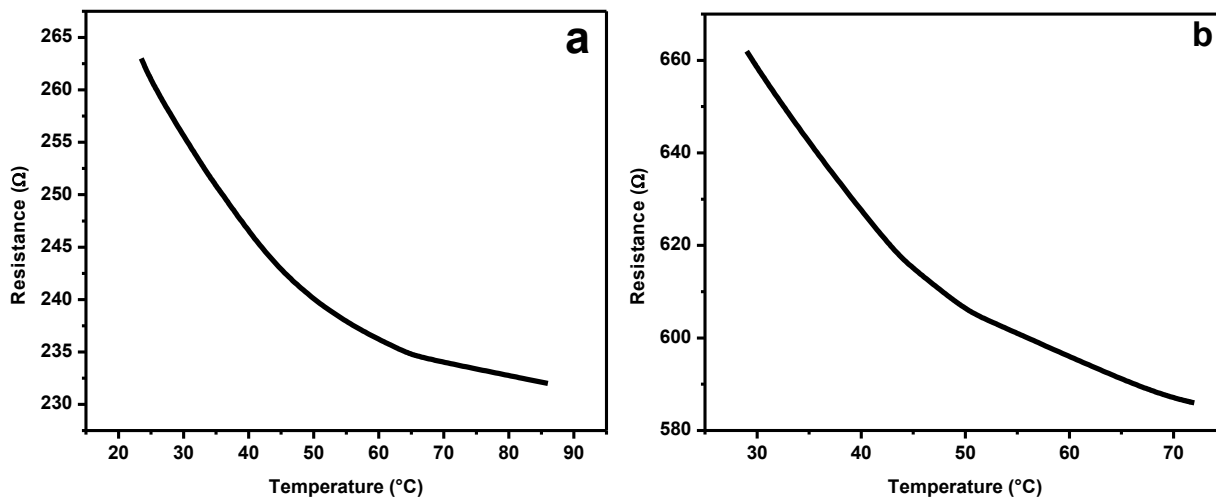 a
265
260
255
250
245
240
235
230
Resistance (Ω)
20 30 40 50 60 70 80 90
Temperature (°C)
b
660
640
620
600
580
Resistance (Ω)
30 40 50 60 70
Temperature (°C)